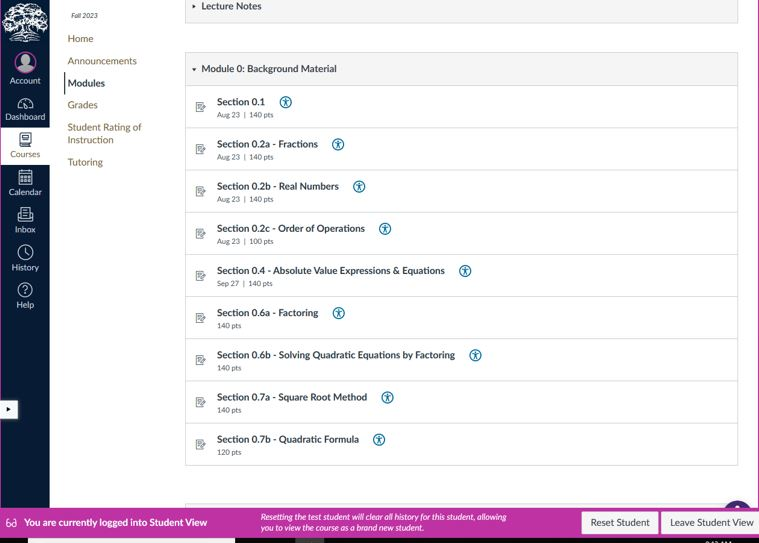 Fall 2023
Home
Announcements
Modules
Grades
Student Rating of
Instruction
Tutoring
Account
Dashboard
Courses
Calendar
Inbox
History
Help
Lecture Notes
Module 0: Background Material
Section 0.1
Aug 23 | 140 pts
Section 0.2a - Fractions
Aug 23 | 140 pts
Section 0.2b - Real Numbers
Aug 23 | 140 pts
Section 0.2c - Order of Operations
Aug 23 | 100 pts
Section 0.4 - Absolute Value Expressions & Equations
Sep 27 | 140 pts
Section 0.6a - Factoring
140 pts
Section 0.6b - Solving Quadratic Equations by Factoring
140 pts
Section 0.7a - Square Root Method
140 pts
Section 0.7b - Quadratic Formula
120 pts
You are currently logged into Student View
Resetting the test student will clear all history for this student, allowing
you to view the course as a brand new student.
Reset Student
Leave Student View